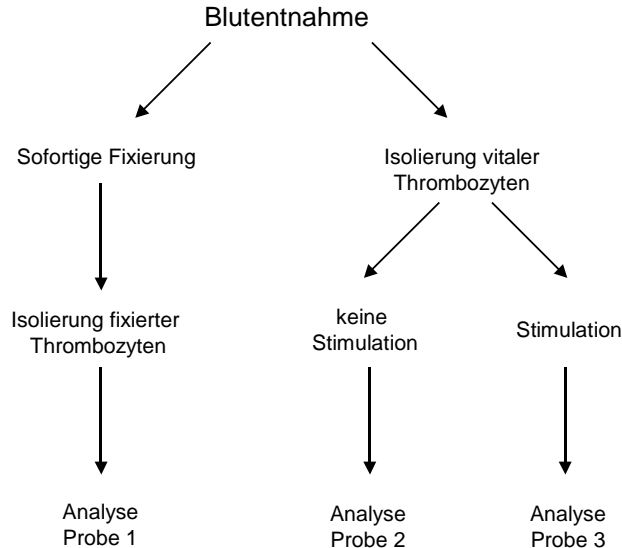 Blutentnahme
Sofortige Fixierung
Isolierung vitaler
Thrombozyten
Isolierung fixierter
Thrombozyten
keine
Stimulation
Stimulation
Analyse
Probe 1
Analyse
Probe 2
Analyse
Probe 3